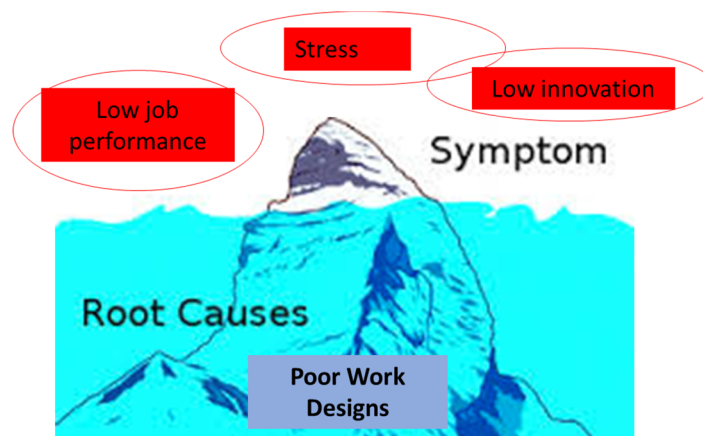 Stress
Low innovation
Low job
performance
Symptom
Root Causes
Poor Work
Designs